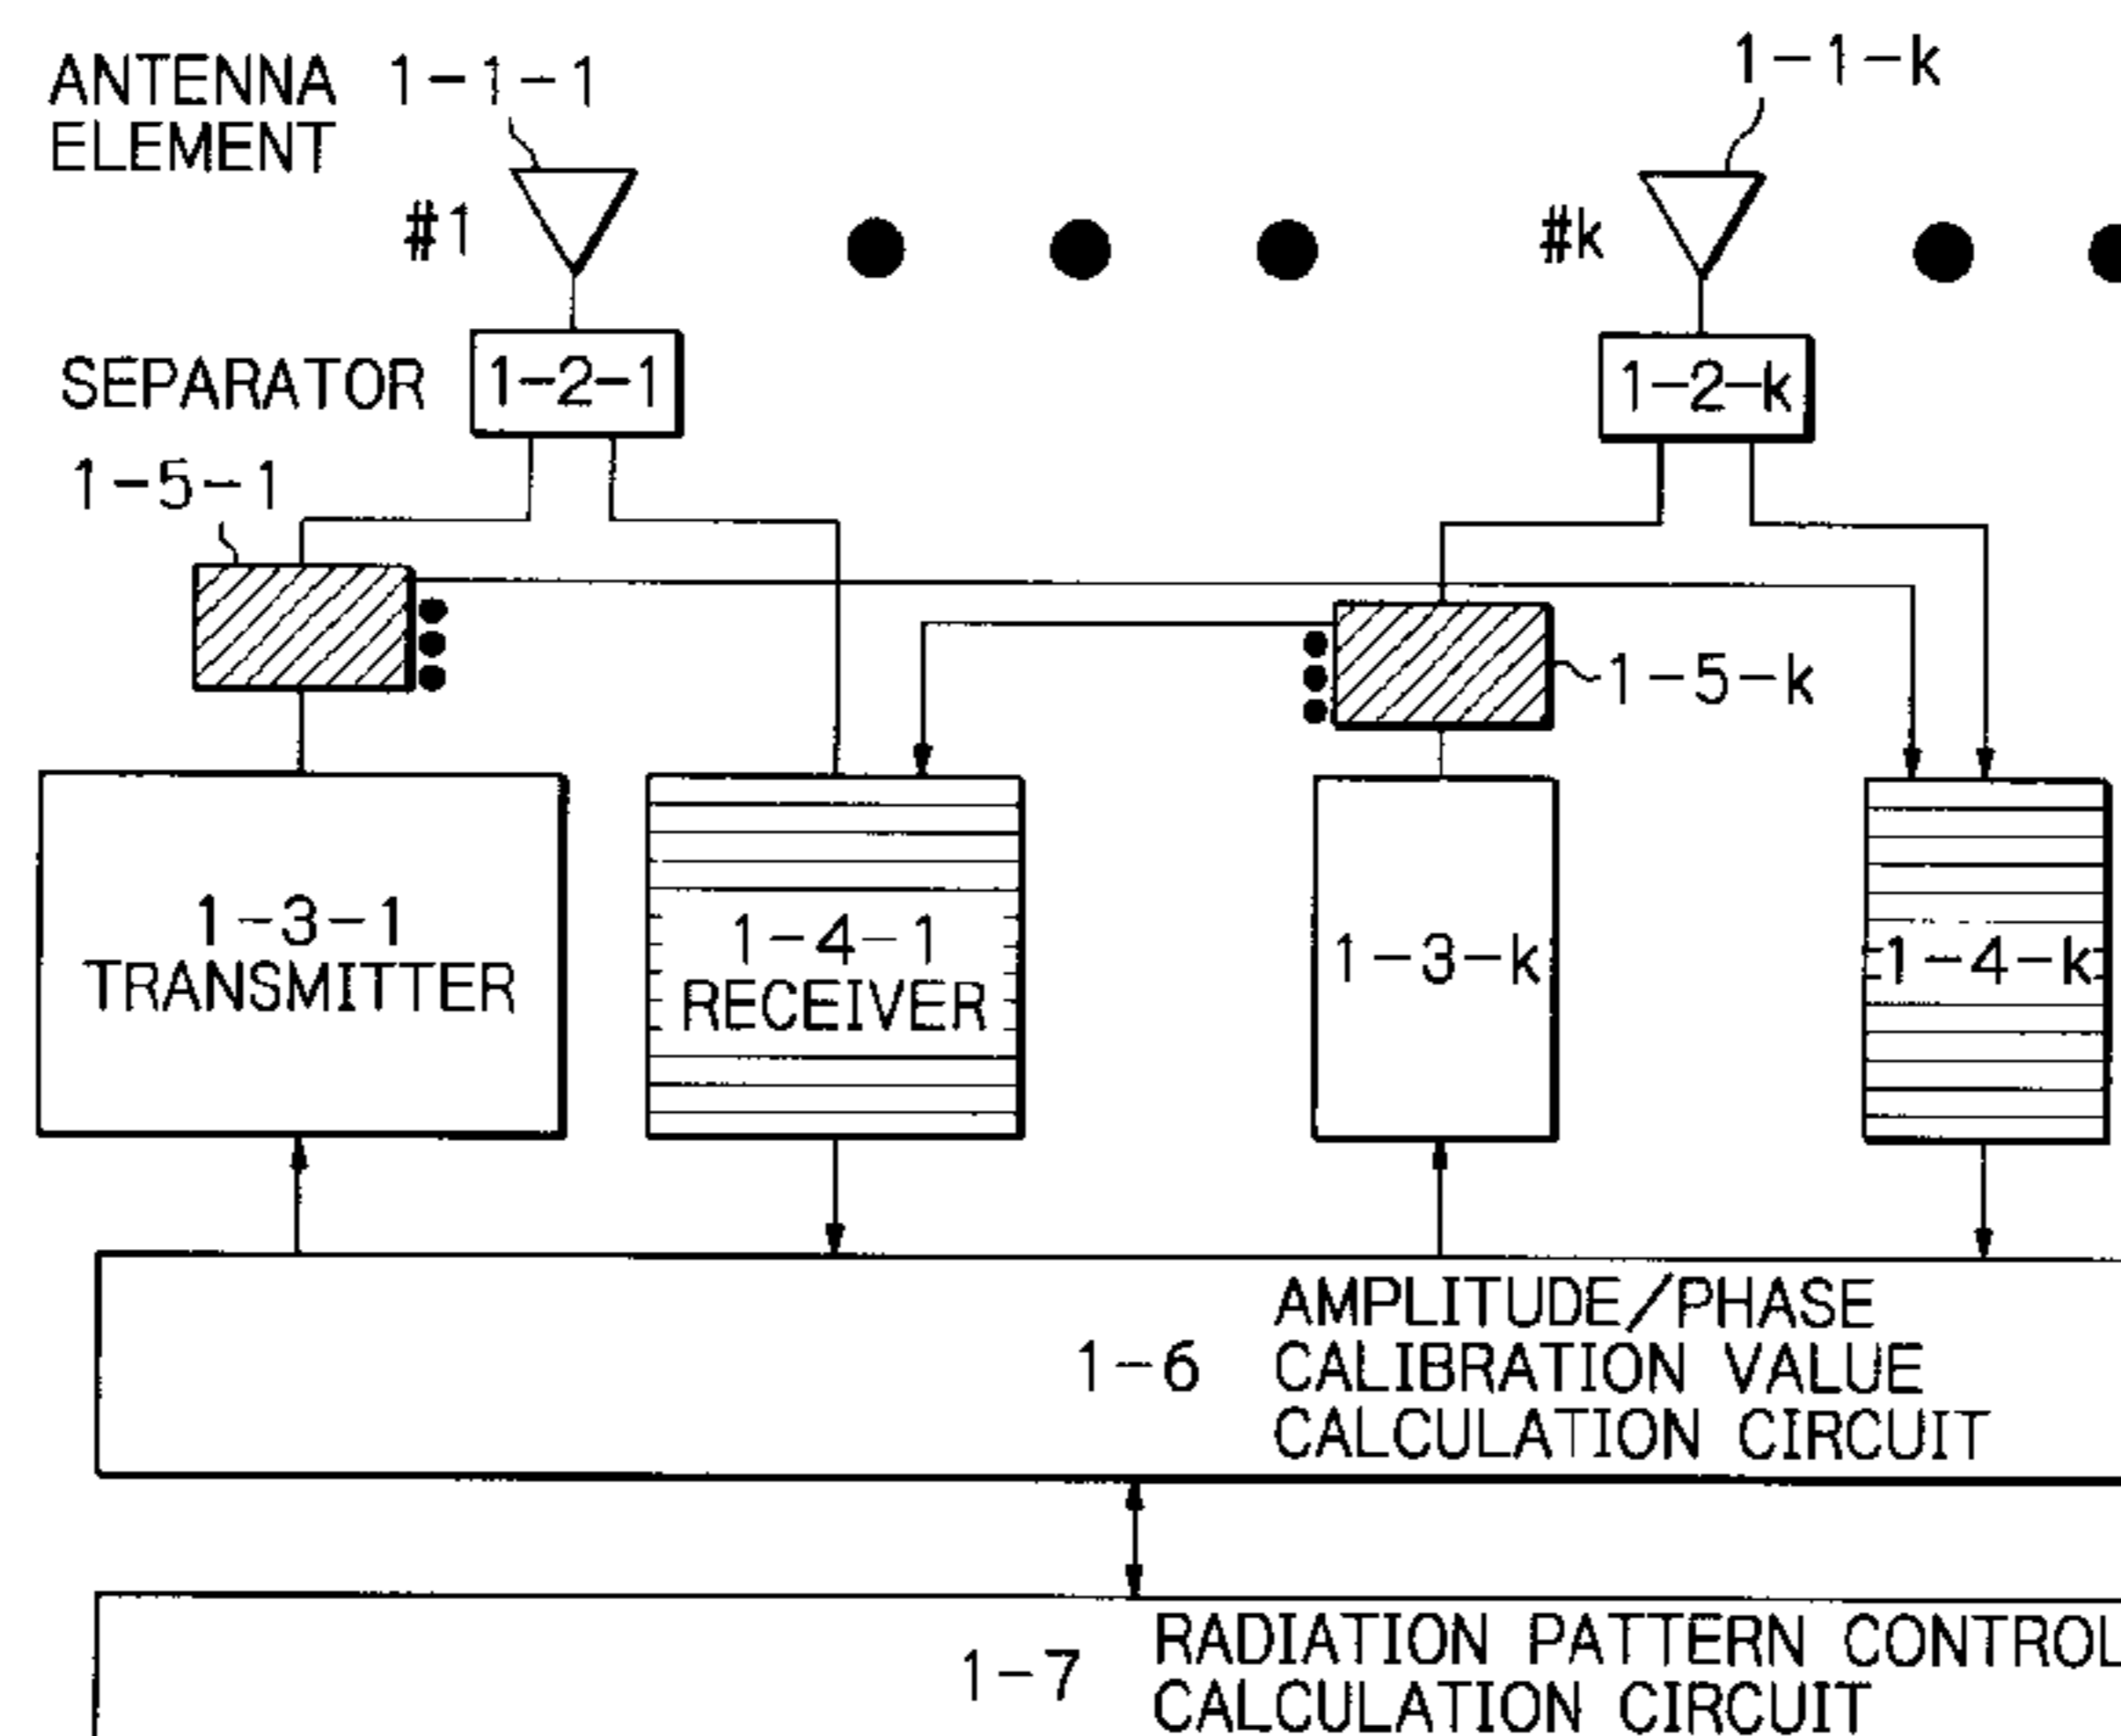 ANTENNA
ELEMENT
1-1-1
1-1-k
#1
#k
SEPARATOR
1-2-1
1-2-k
1-5-1
1-5-k
1-3-1
TRANSMITTER
1-4-1
RECEIVER
1-3-k
1-4-k
1-6
AMPLITUDE/PHASE
CALIBRATION VALUE
CALCULATION CIRCUIT
1-7
RADIATION PATTERN CONTROL
CALCULATION CIRCUIT